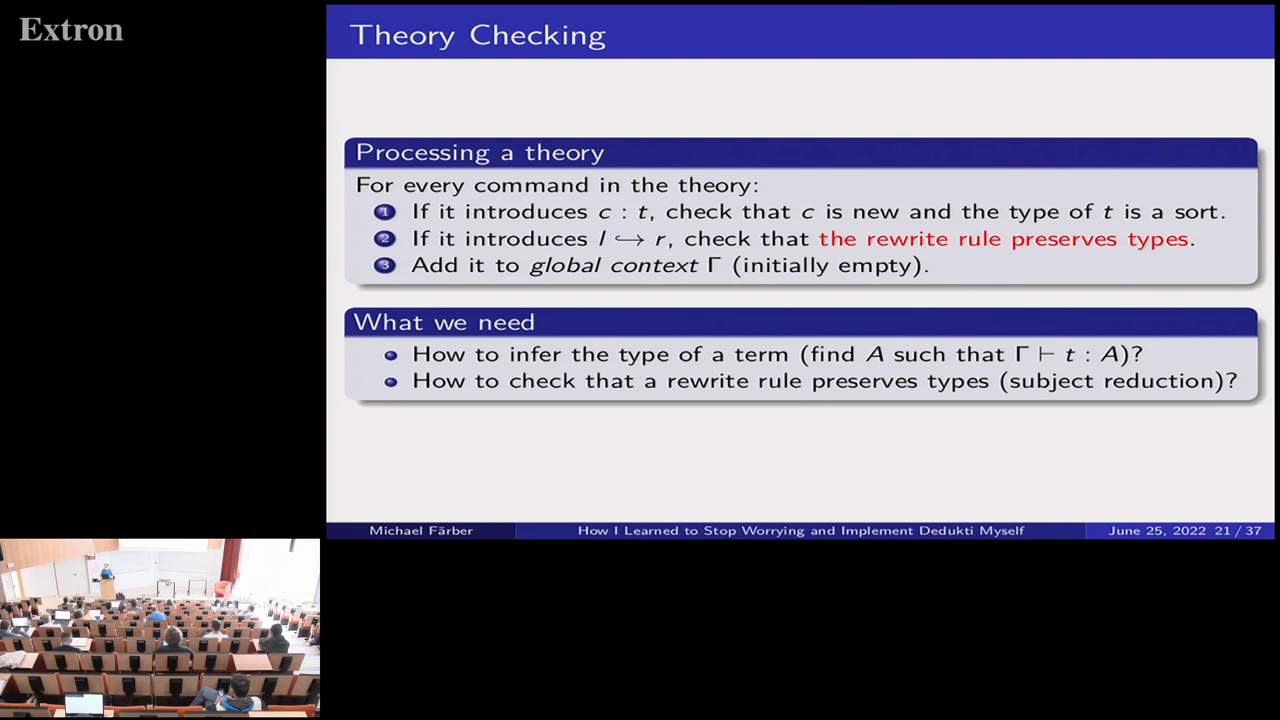 Extron
Theory Checking
Processing a theory
For every command in the theory:
1 If it introduces c : t, check that c is new and the type of t is a sort.
2 If it introduces l ↪ r, check that the rewrite rule preserves types.
3 Add it to global context Γ (initially empty).
What we need
How to infer the type of a term (find A such that Γ ⊢ t : A)?
How to check that a rewrite rule preserves types (subject reduction)?
Michael Färber How I Learned to Stop Worrying and Implement Dedukti Myself June 25, 2022 21 / 37